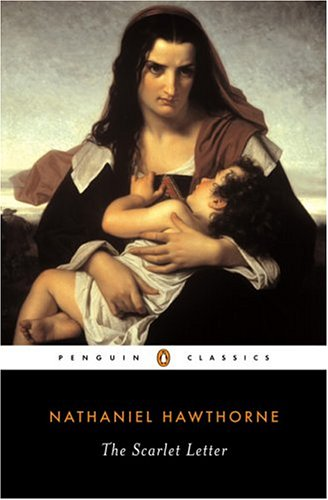 PENGUIN CLASSICS
NATHANIEL HAWTHORNE
The Scarlet Letter